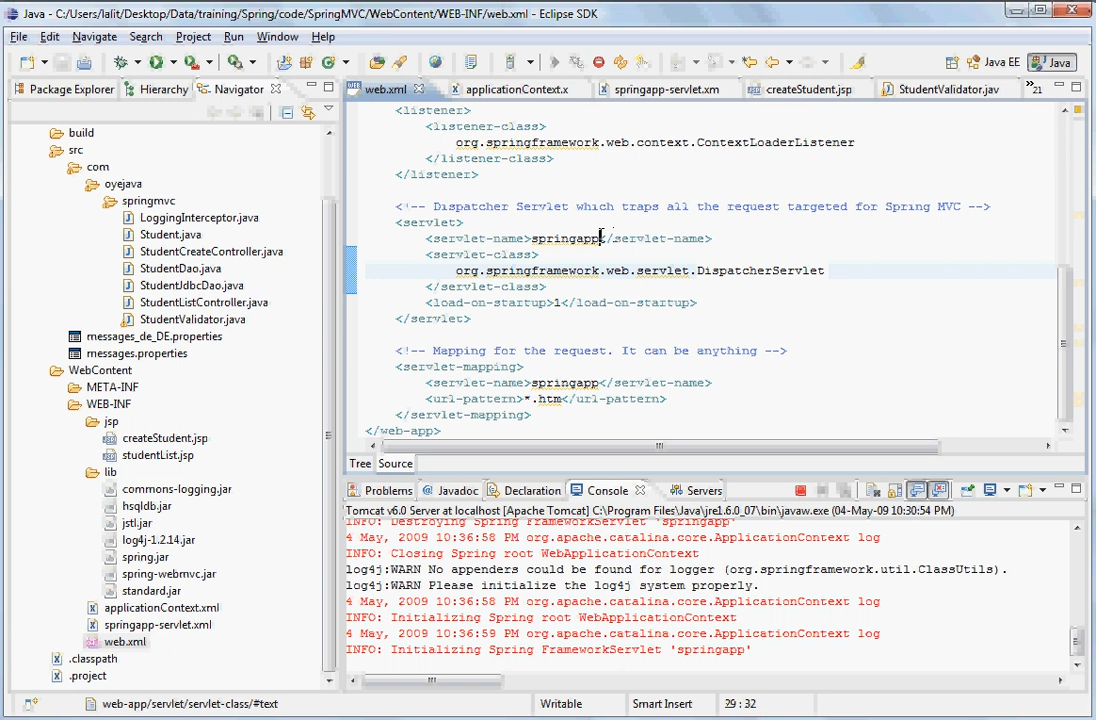 Java - C:/Users/lalit/Desktop/Data/training/Spring/code/SpringMVC/WebContent/WEB-INF/web.xml - Eclipse SDK
File Edit Navigate Search Project Run Window Help
Java EE Java
Package Explorer Hierarchy Navigator
build
src
com
oyejava
springmvc
LoggingInterceptor.java
Student.java
StudentCreateController.java
StudentDao.java
StudentJdbcDao.java
StudentListController.java
StudentValidator.java
messages_de_DE.properties
messages.properties
WebContent
META-INF
WEB-INF
jsp
createStudent.jsp
studentList.jsp
lib
commons-logging.jar
hsqldb.jar
jstl.jar
log4j-1.2.14.jar
spring.jar
spring-webmvc.jar
standard.jar
applicationContext.xml
springapp-servlet.xml
web.xml
.classpath
.project
web.xml applicationContext.x springapp-servlet.xm createStudent.jsp StudentValidator.jav »21
<listener>
<listener-class>
org.springframework.web.context.ContextLoaderListener
</listener-class>
</listener>
<!-- Dispatcher Servlet which traps all the request targeted for Spring MVC -->
<servlet>
<servlet-name>springapp</servlet-name>
<servlet-class>
org.springframework.web.servlet.DispatcherServlet
</servlet-class>
<load-on-startup>1</load-on-startup>
</servlet>
<!-- Mapping for the request. It can be anything -->
<servlet-mapping>
<servlet-name>springapp</servlet-name>
<url-pattern>*.htm</url-pattern>
</servlet-mapping>
</web-app>
Tree Source
Problems Javadoc Declaration Console Servers
Tomcat v6.0 Server at localhost [Apache Tomcat] C:\Program Files\Java\jre1.6.0_07\bin\javaw.exe (04-May-09 10:30:54 PM)
INFO: Destroying Spring FrameworkServlet 'springapp'
4 May, 2009 10:36:58 PM org.apache.catalina.core.ApplicationContext log
INFO: Closing Spring root WebApplicationContext
log4j:WARN No appenders could be found for logger (org.springframework.util.ClassUtils).
log4j:WARN Please initialize the log4j system properly.
4 May, 2009 10:36:58 PM org.apache.catalina.core.ApplicationContext log
INFO: Initializing Spring root WebApplicationContext
4 May, 2009 10:36:59 PM org.apache.catalina.core.ApplicationContext log
INFO: Initializing Spring FrameworkServlet 'springapp'
web-app/servlet/servlet-class/#text Writable Smart Insert 29 : 32